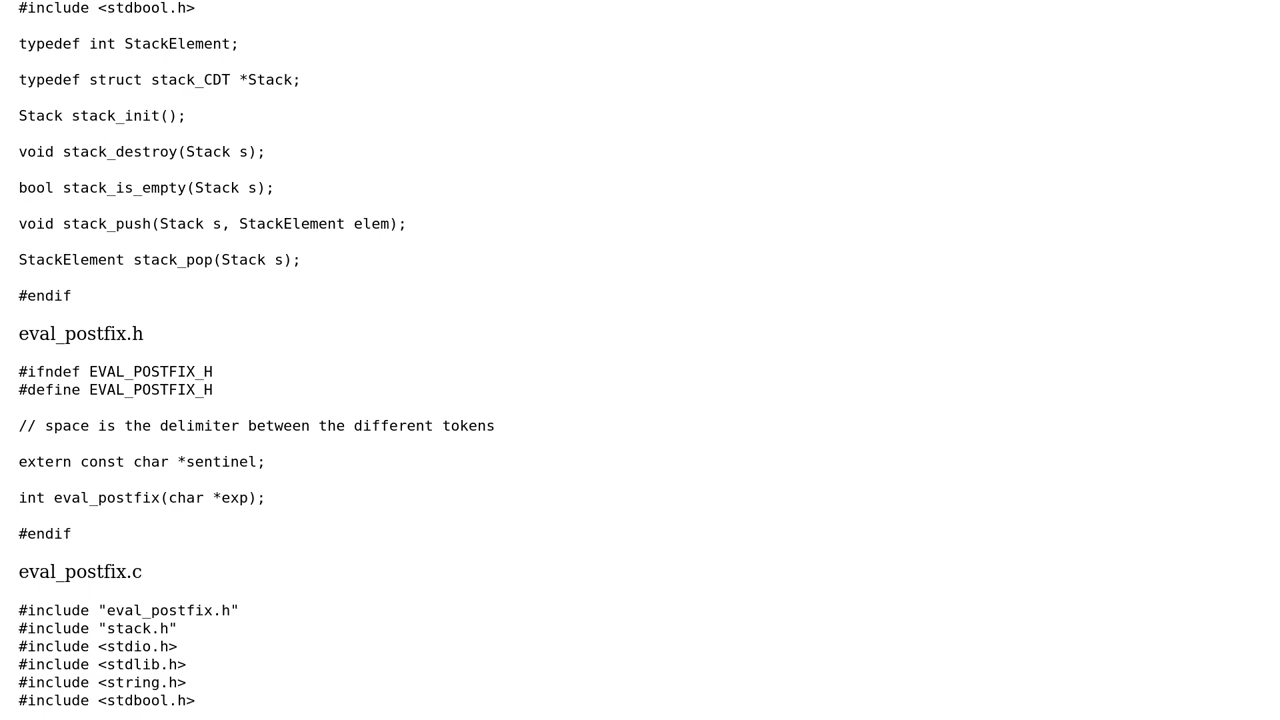 #include <stdbool.h>
typedef int StackElement;
typedef struct stack_CDT *Stack;
Stack stack_init();
void stack_destroy(Stack s);
bool stack_is_empty(Stack s);
void stack_push(Stack s, StackElement elem);
StackElement stack_pop(Stack s);
#endif
eval_postfix.h
#ifndef EVAL_POSTFIX_H
#define EVAL_POSTFIX_H
// space is the delimiter between the different tokens
extern const char *sentinel;
int eval_postfix(char *exp);
#endif
eval_postfix.c
#include "eval_postfix.h"
#include "stack.h"
#include <stdio.h>
#include <stdlib.h>
#include <string.h>
#include <stdbool.h>